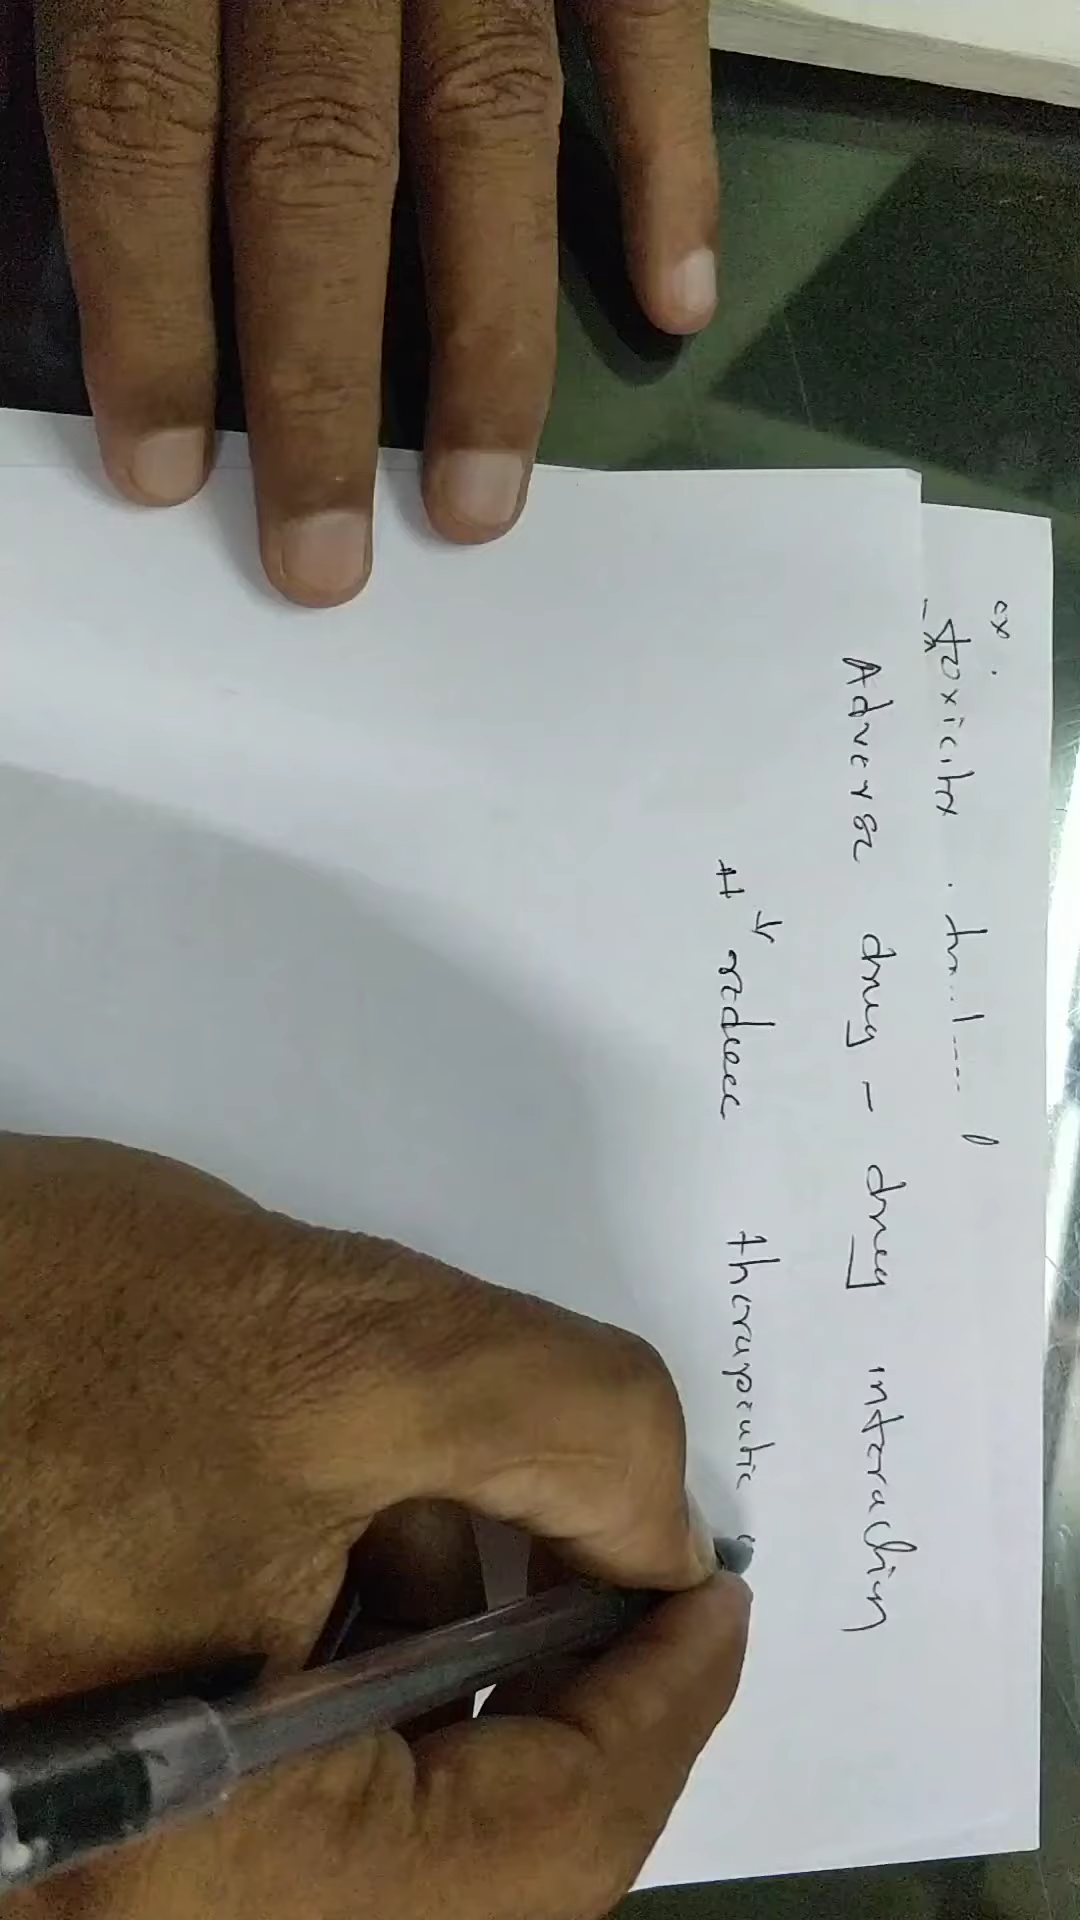 ex.
toxicity.
Adverse drug - drug interaction
# ↓ reduce therapeutic